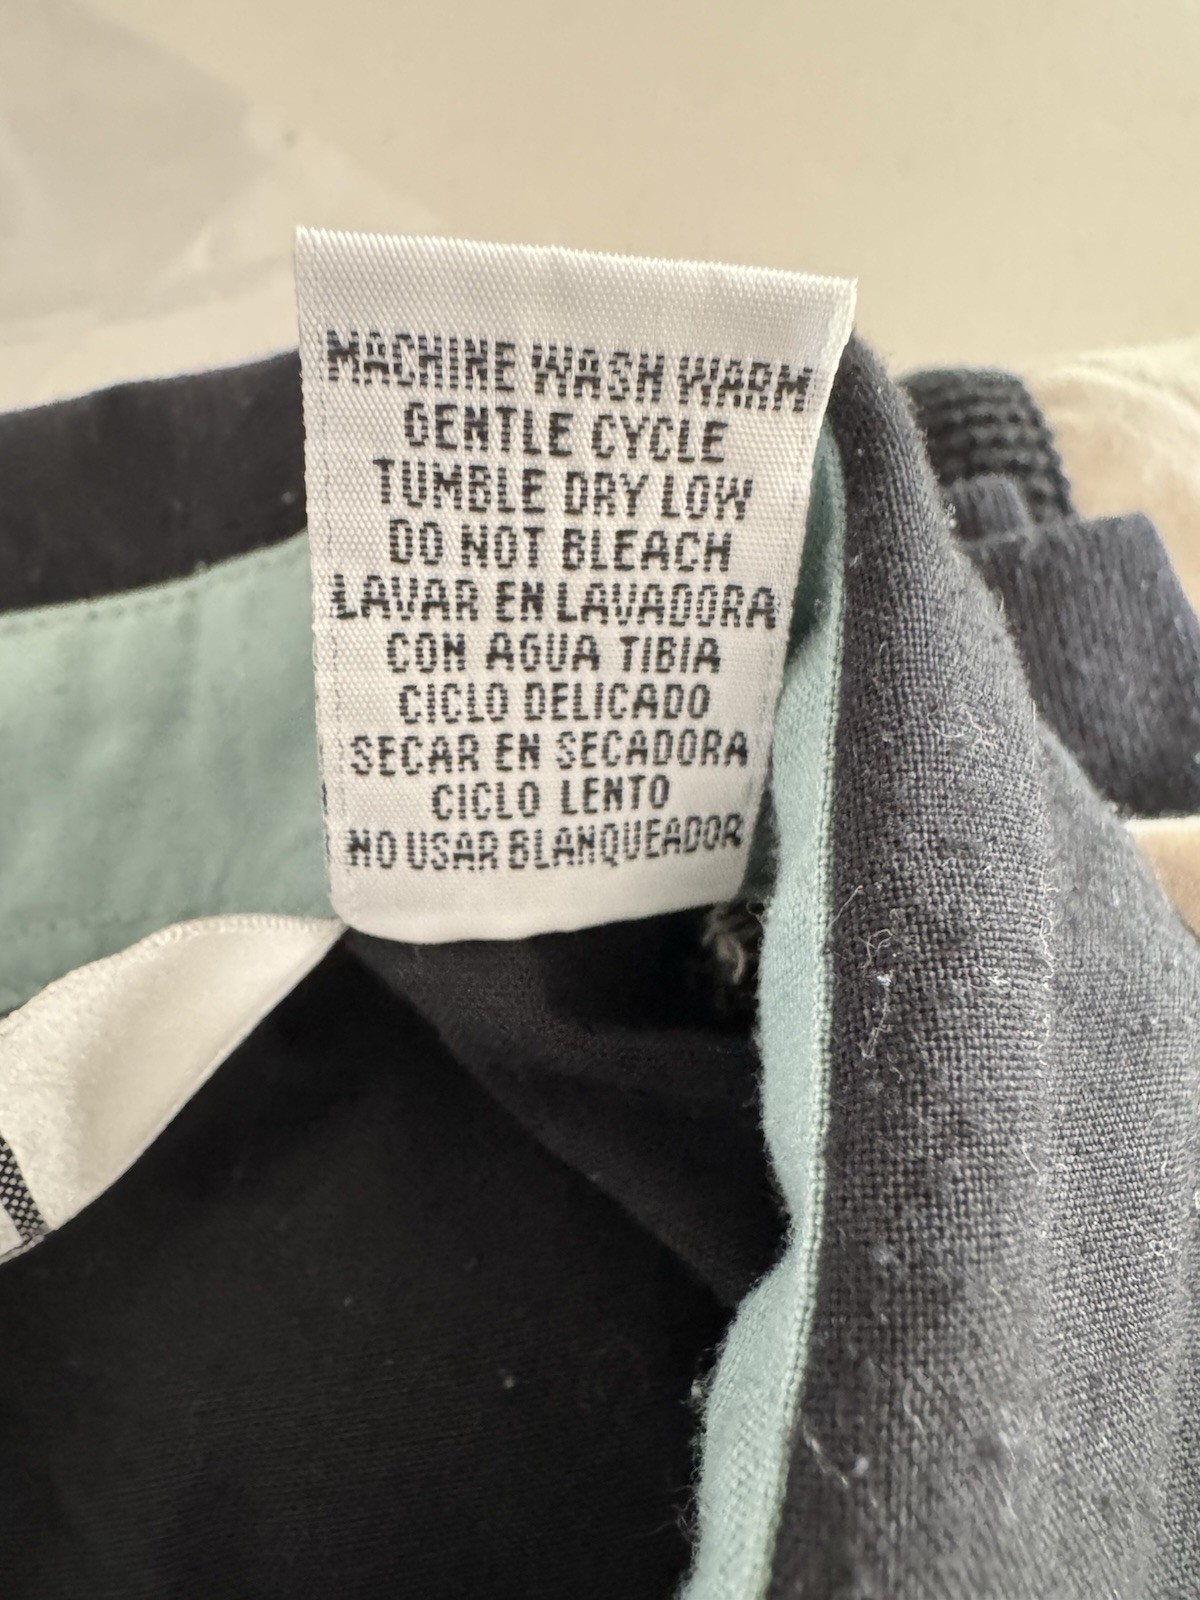 MACHINE WASH WARM
GENTLE CYCLE
TUMBLE DRY LOW
DO NOT BLEACH
LAVAR EN LAVADORA
CON AGUA TIBIA
CICLO DELICADO
SECAR EN SECADORA
CICLO LENTO
NO USAR BLANQUEADOR